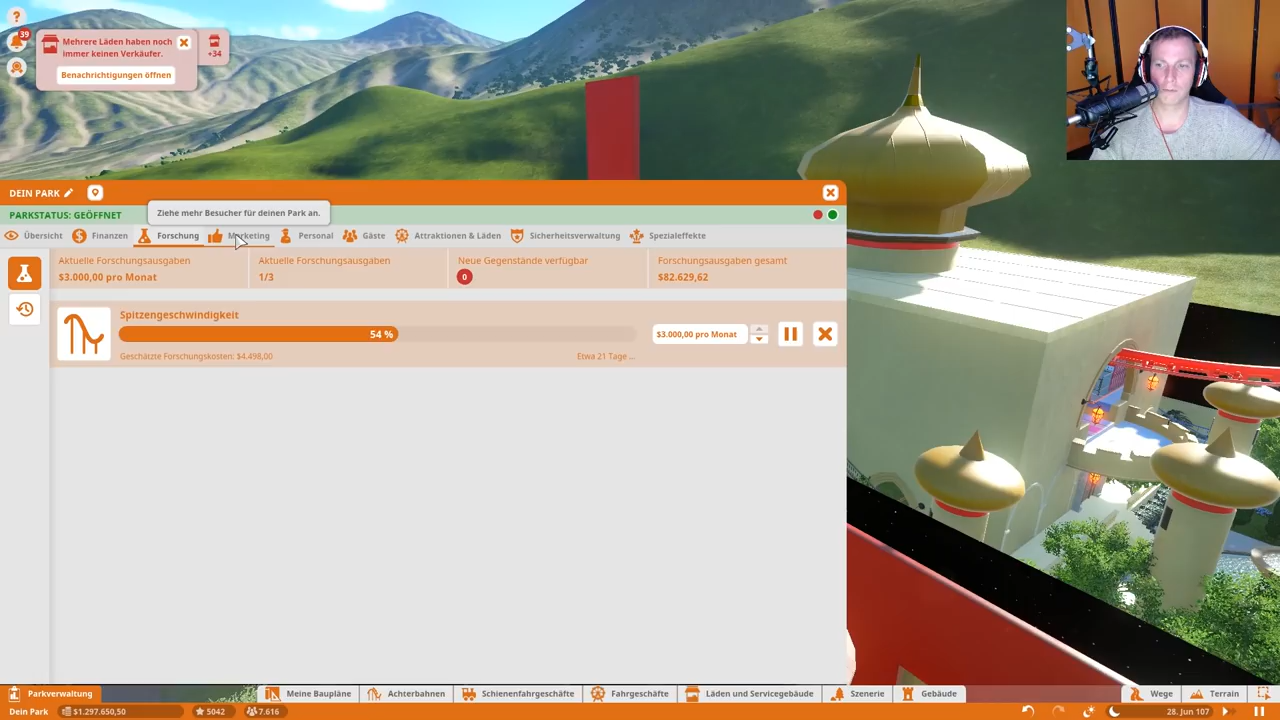 ?
39
Mehrere Läden haben noch
immer keinen Verkäufer.
+34
Benachrichtigungen öffnen
DEIN PARK
PARKSTATUS: GEÖFFNET
Ziehe mehr Besucher für deinen Park an.
Übersicht
Finanzen
Forschung
Marketing
Personal
Gäste
Attraktionen & Läden
Sicherheitsverwaltung
Spezialeffekte
Aktuelle Forschungsausgaben
$3.000,00 pro Monat
Aktuelle Forschungsausgaben
1/3
Neue Gegenstände verfügbar
0
Forschungsausgaben gesamt
$82.629,62
Spitzengeschwindigkeit
54 %
$3.000,00 pro Monat
Geschätzte Forschungskosten: $4.498,00
Etwa 21 Tage ...
Parkverwaltung
Meine Baupläne
Achterbahnen
Schienenfahrgeschäfte
Fahrgeschäfte
Läden und Servicegebäude
Szenerie
Gebäude
Wege
Terrain
Dein Park
$1.297.650,50
5042
7.616
28. Jun 107